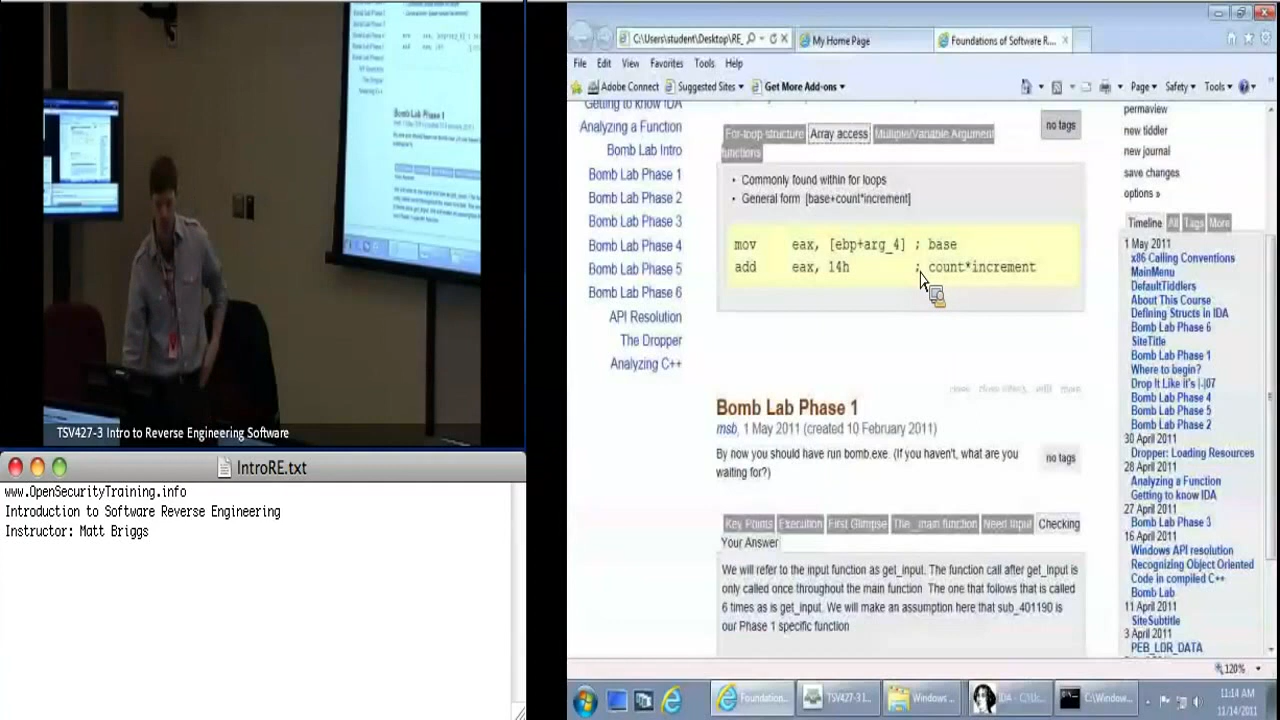 Bomb Lab Phase 1
TSV427-3 Intro to Reverse Engineering Software
IntroRE.txt
www.OpenSecurityTraining.info
Introduction to Software Reverse Engineering
Instructor: Matt Briggs
C:\Users\student\Desktop\RE_
My Home Page
Foundations of Software R...
File Edit View Favorites Tools Help
Adobe Connect Suggested Sites Get More Add-ons
Page Safety Tools
Getting to know IDA
Analyzing a Function
Bomb Lab Intro
Bomb Lab Phase 1
Bomb Lab Phase 2
Bomb Lab Phase 3
Bomb Lab Phase 4
Bomb Lab Phase 5
Bomb Lab Phase 6
API Resolution
The Dropper
Analyzing C++
For-loop structure Array access Multiple/Variable Argument
functions
no tags
• Commonly found within for loops
• General form [base+count*increment]
mov eax, [ebp+arg_4] ; base
add eax, 14h ; count*increment
Bomb Lab Phase 1
msb, 1 May 2011 (created 10 February 2011)
By now you should have run bomb.exe. (If you haven't, what are you
waiting for?)
no tags
Key Points Execution First Glimpse The _main function Need Input Checking
Your Answer
We will refer to the input function as get_input. The function call after get_input is
only called once throughout the main function. The one that follows that is called
6 times as is get_input. We will make an assumption here that sub_401190 is
our Phase 1 specific function
permaview
new tiddler
new journal
save changes
options »
Timeline All Tags More
1 May 2011
x86 Calling Conventions
MainMenu
DefaultTiddlers
About This Course
Defining Structs in IDA
Bomb Lab Phase 6
SiteTitle
Bomb Lab Phase 1
Where to begin?
Drop It Like it's |-|07
Bomb Lab Phase 4
Bomb Lab Phase 5
Bomb Lab Phase 2
30 April 2011
Dropper: Loading Resources
28 April 2011
Analyzing a Function
Getting to know IDA
27 April 2011
Bomb Lab Phase 3
16 April 2011
Windows API resolution
Recognizing Object Oriented
Code in compiled C++
Bomb Lab
11 April 2011
SiteSubtitle
3 April 2011
PEB_LDR_DATA
120%
Foundation... TSV427-3 I... Windows ... IDA - C:\U... C:\Window...
11:14 AM
11/14/2011